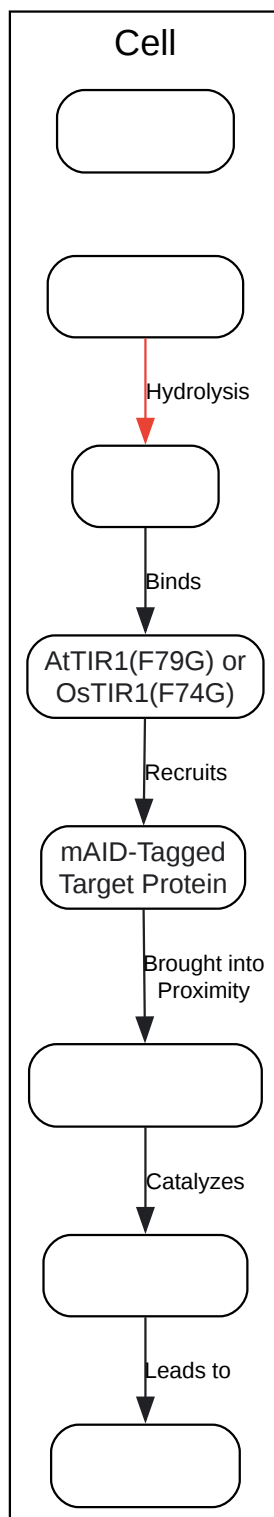 Cell
Hydrolysis
Binds
AtTIR1(F79G) or
OsTIR1(F74G)
Recruits
mAID-Tagged
Target Protein
Brought into
Proximity
Catalyzes
Leads to